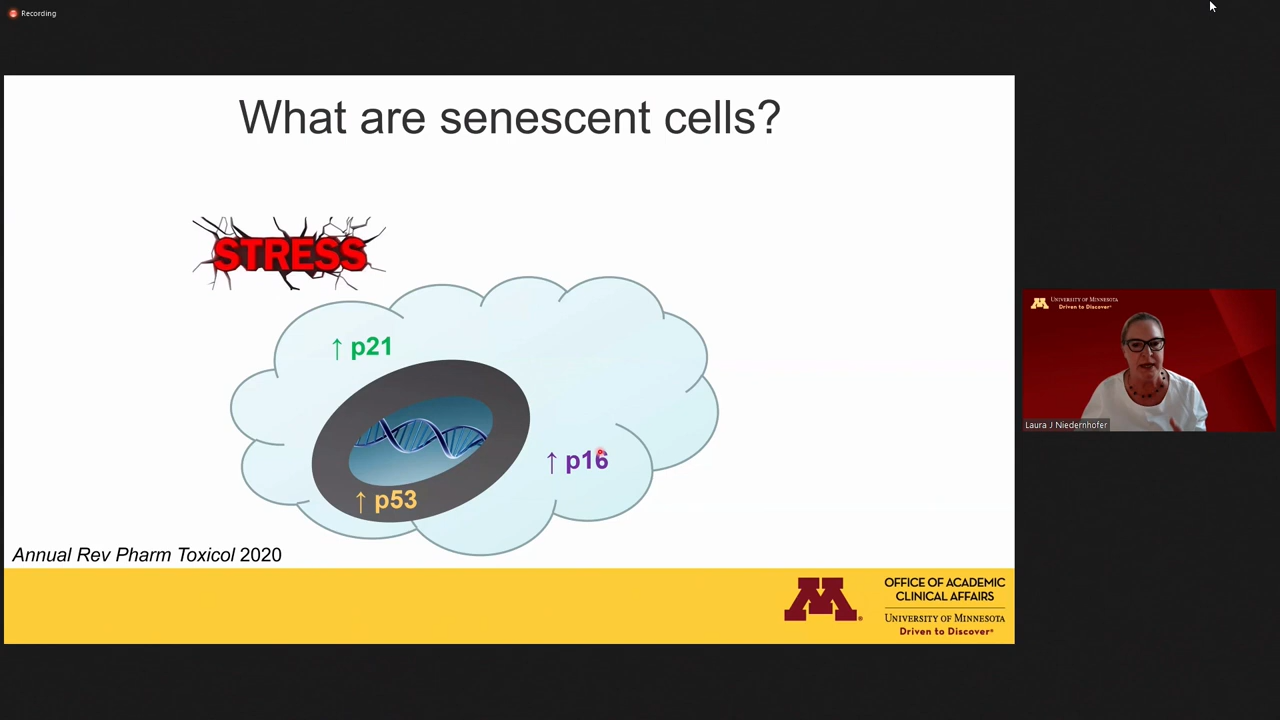 Recording
What are senescent cells?
STRESS
↑ p21
↑ p16
↑ p53
Annual Rev Pharm Toxicol 2020
OFFICE OF ACADEMIC
CLINICAL AFFAIRS
UNIVERSITY OF MINNESOTA
Driven to Discover®
UNIVERSITY OF MINNESOTA
Driven to Discover®
Laura J Niedernhofer